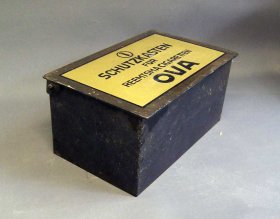 SCHUTZKASTEN
FÜR
REEMTSMA CIGARETTEN
OVA